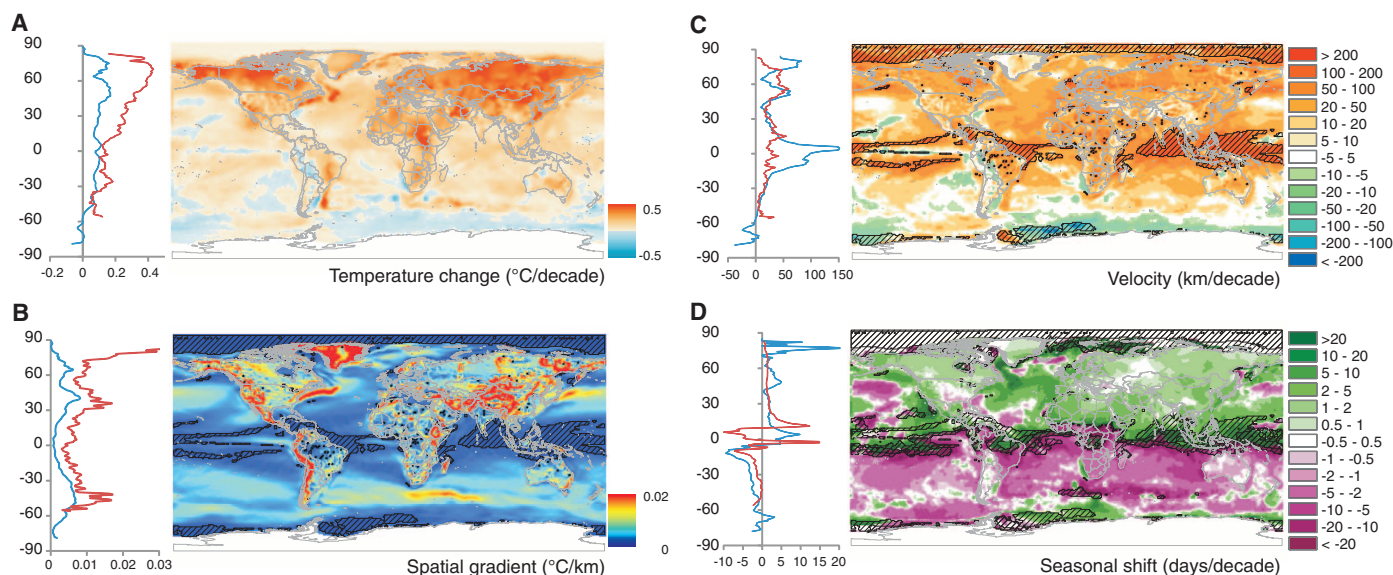 A
90
60
30
0
-30
-60
-90
-0.2 0 0.2 0.4
0.5
-0.5
Temperature change (°C/decade)
B
90
60
30
0
-30
-60
-90
0 0.01 0.02 0.03
0.02
0
Spatial gradient (°C/km)
C
90
60
30
0
-30
-60
-90
-50 0 50 100 150
Velocity (km/decade)
> 200
100 - 200
50 - 100
20 - 50
10 - 20
5 - 10
-5 - 5
-10 - -5
-20 - -10
-50 - -20
-100 - -50
-200 - -100
< -200
D
90
60
30
0
-30
-60
-90
-10 0 10 15 20
Seasonal shift (days/decade)
>20
10 - 20
5 - 10
2 - 5
1 - 2
0.5 - 1
-0.5 - 0.5
-1 - -0.5
-2 - -1
-5 - -2
-10 - -5
-20 - -10
< -20